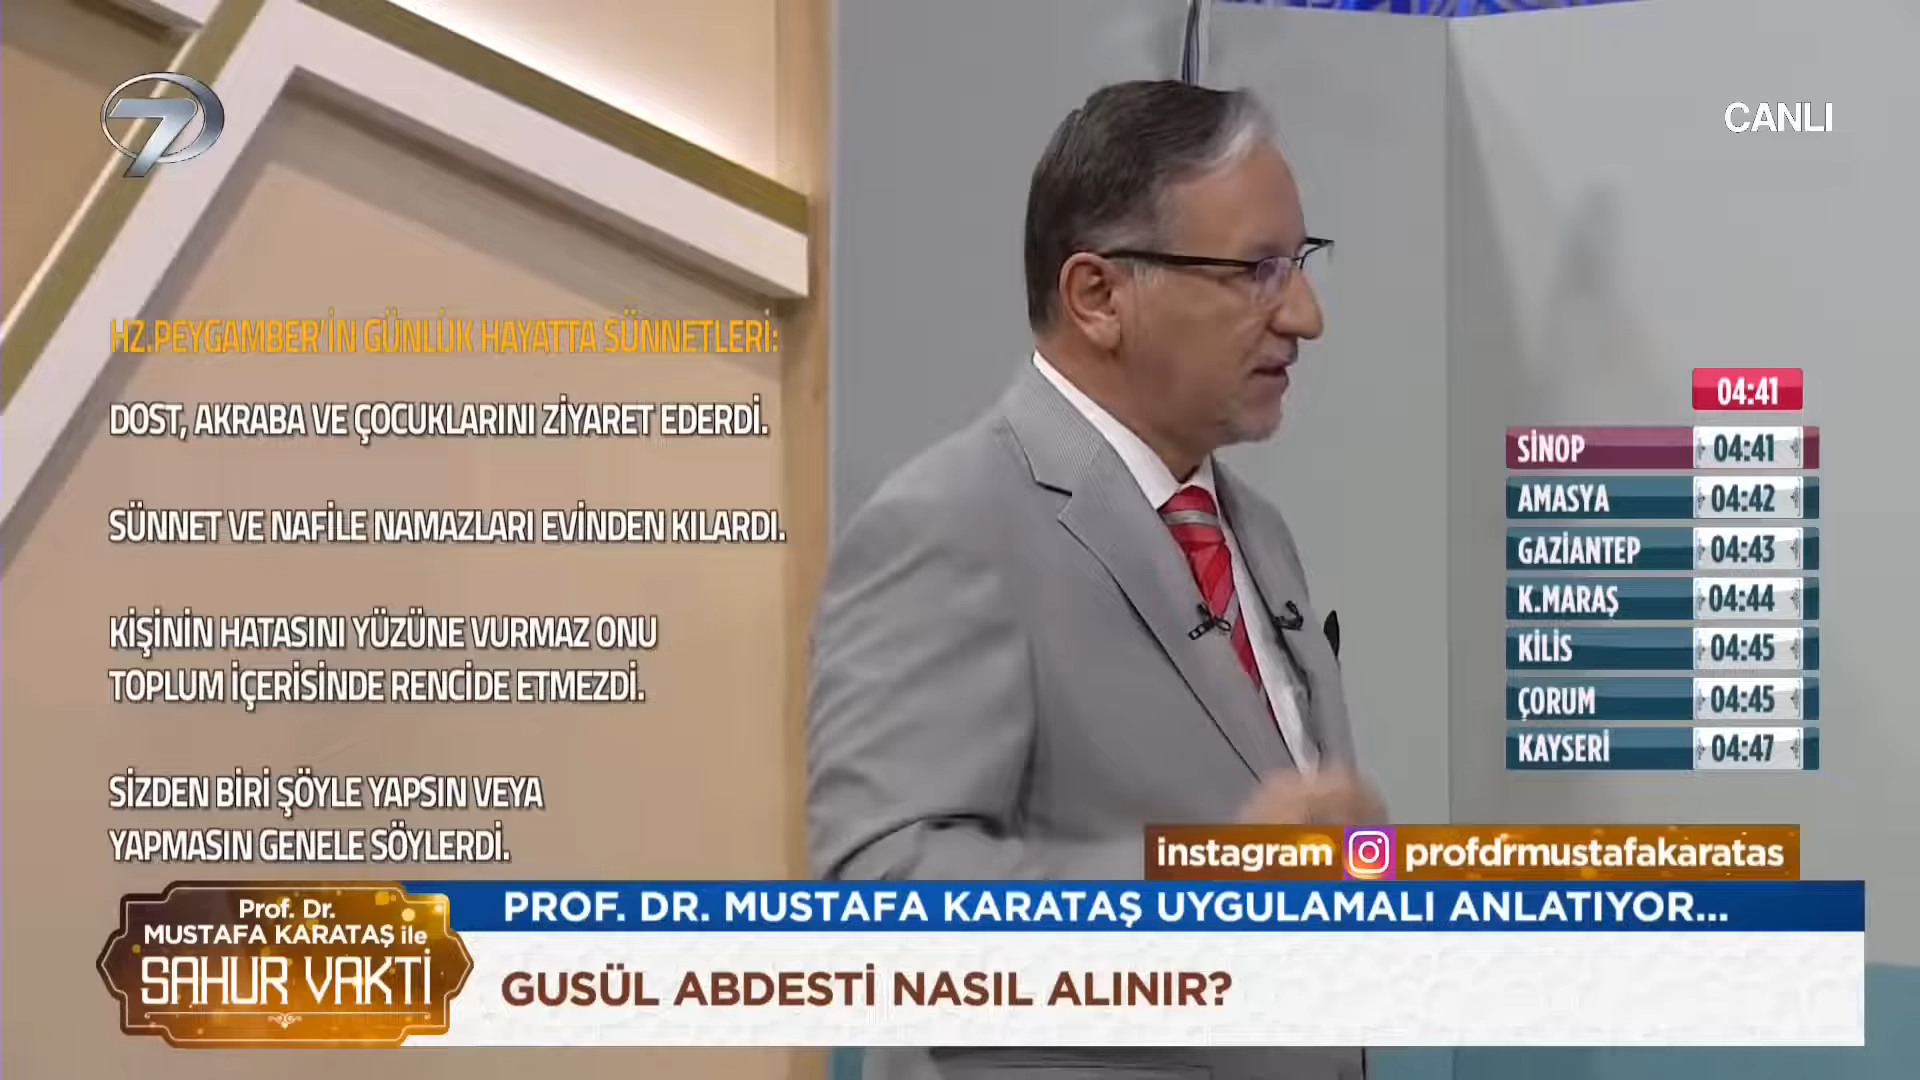 7
CANLI
HZ.PEYGAMBER'İN GÜNLÜK HAYATTA SÜNNETLERİ:
DOST, AKRABA VE ÇOCUKLARINI ZİYARET EDERDİ.
SÜNNET VE NAFİLE NAMAZLARI EVİNDEN KILARDI.
KİŞİNİN HATASINI YÜZÜNE VURMAZ ONU
TOPLUM İÇERİSİNDE RENCİDE ETMEZDİ.
SİZDEN BİRİ ŞÖYLE YAPSIN VEYA
YAPMASIN GENELE SÖYLERDİ.
04:41
SİNOP 04:41
AMASYA 04:42
GAZİANTEP 04:43
K.MARAŞ 04:44
KİLİS 04:45
ÇORUM 04:45
KAYSERİ 04:47
instagram profdrmustafakaratas
Prof. Dr.
MUSTAFA KARATAŞ ile
SAHUR VAKTİ
PROF. DR. MUSTAFA KARATAŞ UYGULAMALI ANLATIYOR...
GUSÜL ABDESTİ NASIL ALINIR?